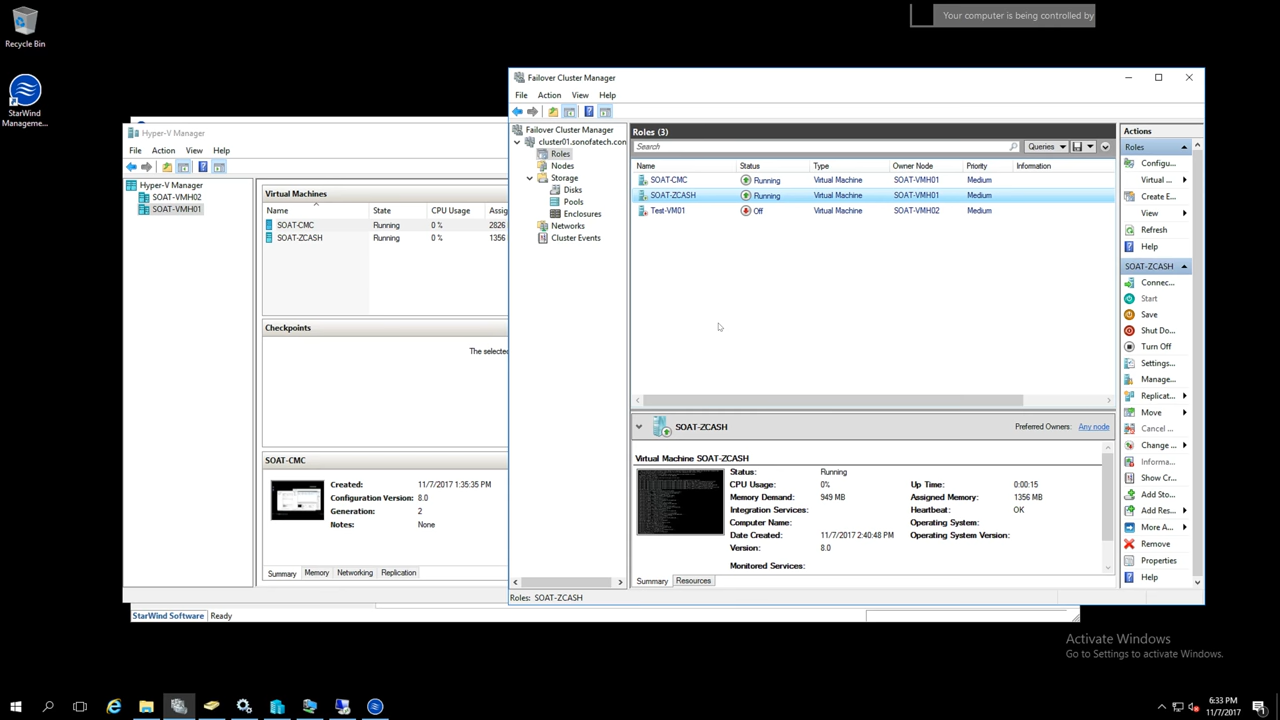 Your computer is being controlled by
Recycle Bin
StarWind
Manageme...
Failover Cluster Manager
File Action View Help
Failover Cluster Manager
cluster01.sonofatech.con
Roles
Nodes
Storage
Disks
Pools
Enclosures
Networks
Cluster Events
Roles (3)
Search
Queries
Name Status Type Owner Node Priority Information
SOAT-CMC Running Virtual Machine SOAT-VMH01 Medium
SOAT-ZCASH Running Virtual Machine SOAT-VMH01 Medium
Test-VM01 Off Virtual Machine SOAT-VMH02 Medium
SOAT-ZCASH Preferred Owners: Any node
Virtual Machine SOAT-ZCASH
Status: Running
CPU Usage: 0% Up Time: 0:00:15
Memory Demand: 949 MB Assigned Memory: 1356 MB
Integration Services: Heartbeat: OK
Computer Name: Operating System:
Date Created: 11/7/2017 2:40:48 PM Operating System Version:
Version: 8.0
Monitored Services:
Summary Resources
Roles: SOAT-ZCASH
Actions
Roles
Configu...
Virtual ...
Create E...
View
Refresh
Help
SOAT-ZCASH
Connec...
Start
Save
Shut Do...
Turn Off
Settings...
Manage...
Replicat...
Move
Cancel ...
Change ...
Informa...
Show Cr...
Add Sto...
Add Res...
More A...
Remove
Properties
Help
Hyper-V Manager
File Action View Help
Hyper-V Manager
SOAT-VMH02
SOAT-VMH01
Virtual Machines
Name State CPU Usage Assig
SOAT-CMC Running 0 % 2826
SOAT-ZCASH Running 0 % 1356
Checkpoints
The selected
SOAT-CMC
Created: 11/7/2017 1:35:35 PM
Configuration Version: 8.0
Generation: 2
Notes: None
Summary Memory Networking Replication
StarWind Software Ready
Activate Windows
Go to Settings to activate Windows.
6:33 PM
11/7/2017